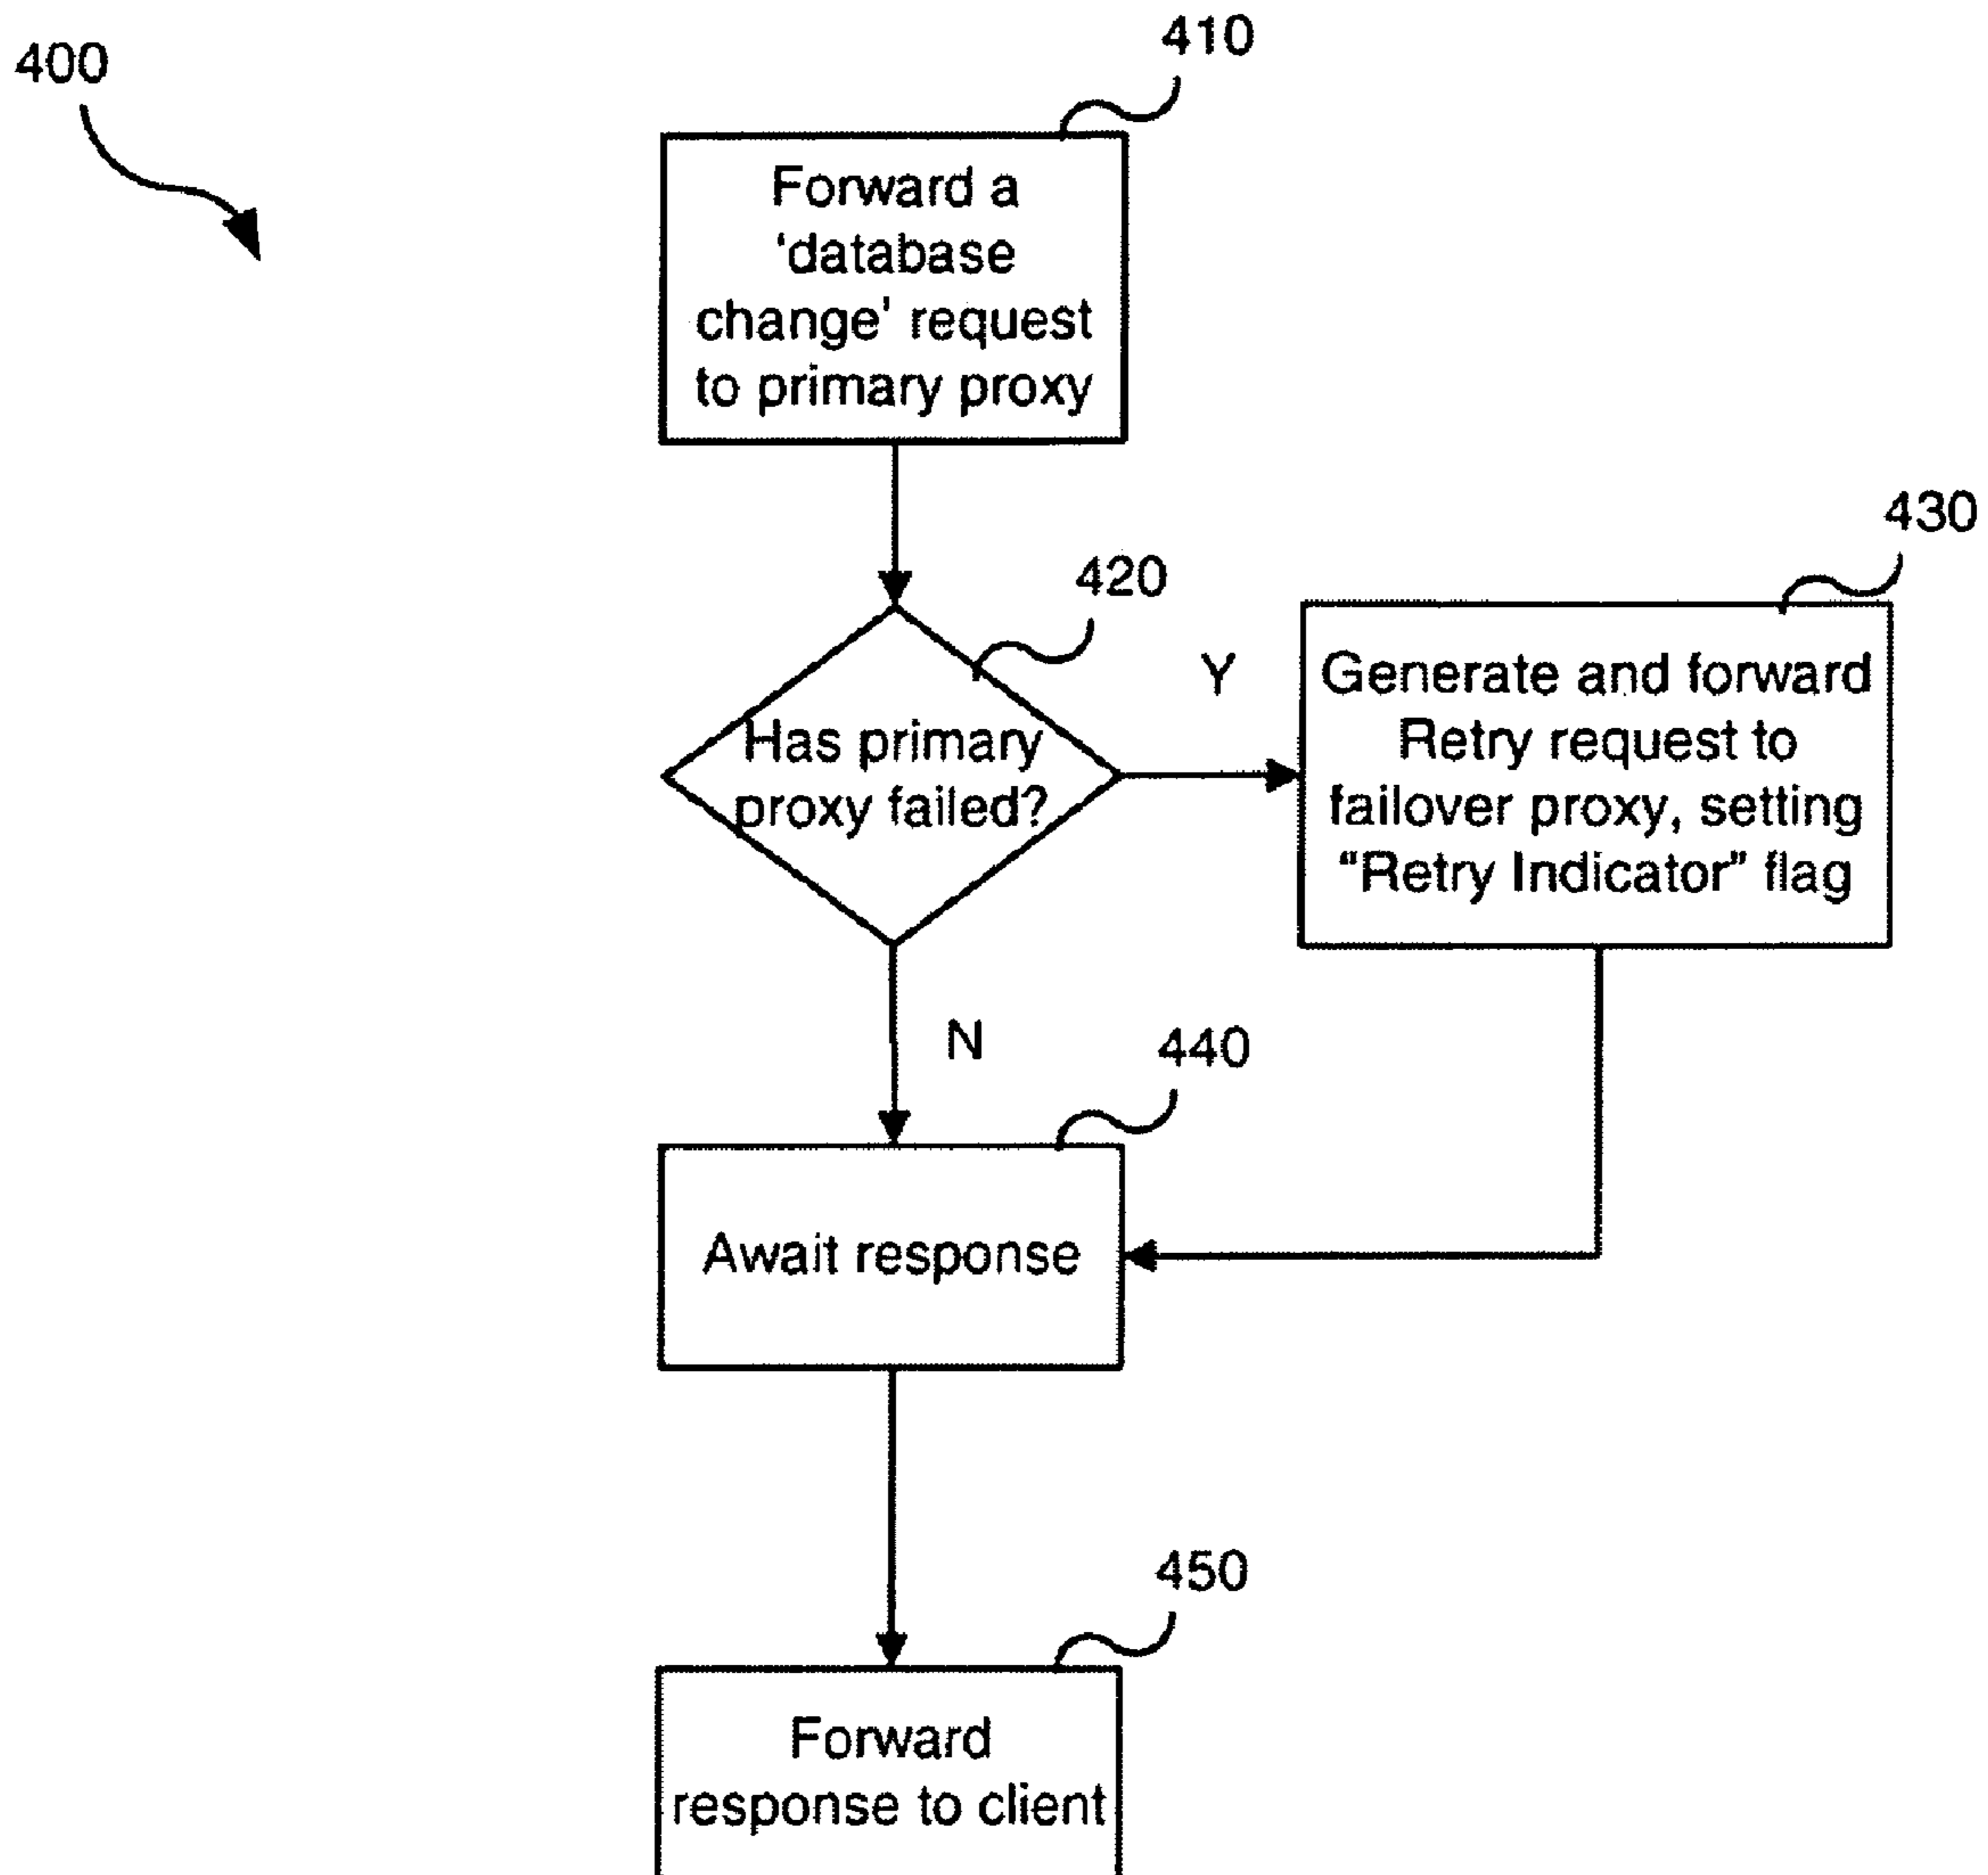 400
410
Forward a
‘database
change’ request
to primary proxy
420
Has primary
proxy failed?
Y
N
430
Generate and forward
Retry request to
failover proxy, setting
“Retry Indicator” flag
440
Await response
450
Forward
response to client